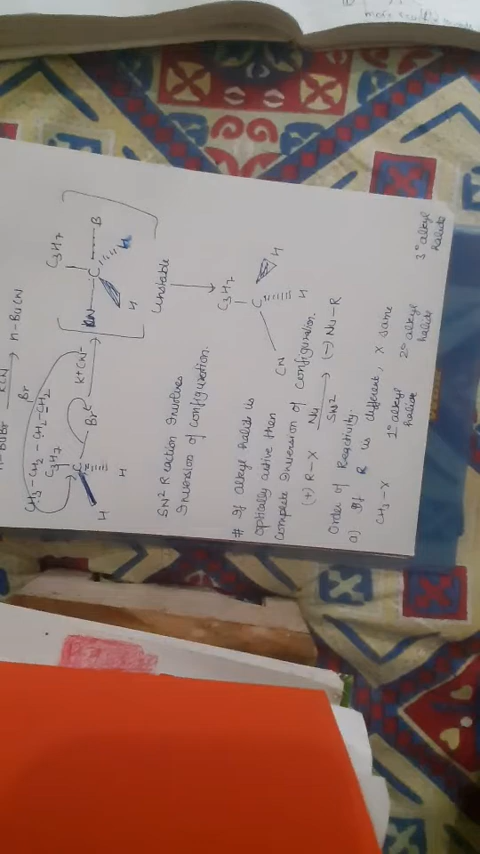 n-BuBr KCN → n-BuCN
Br
CH3-CH2-CH2-CH2
C3H7
C
Br
H
H
K+CN-
C3H7
C
B
H
H
Unstable
SN2 Reaction involves
inversion of configuration.
C3H7
C
H
H
CN
# If alkyl halide is
optically active then
complete inversion of configuration.
(+) R-X Nu → SN2 (-) Nu-R
Order of Reactivity.
a) If R is different, X same
CH3-X 1° alkyl halide 2° alkyl halide 3° alkyl halide